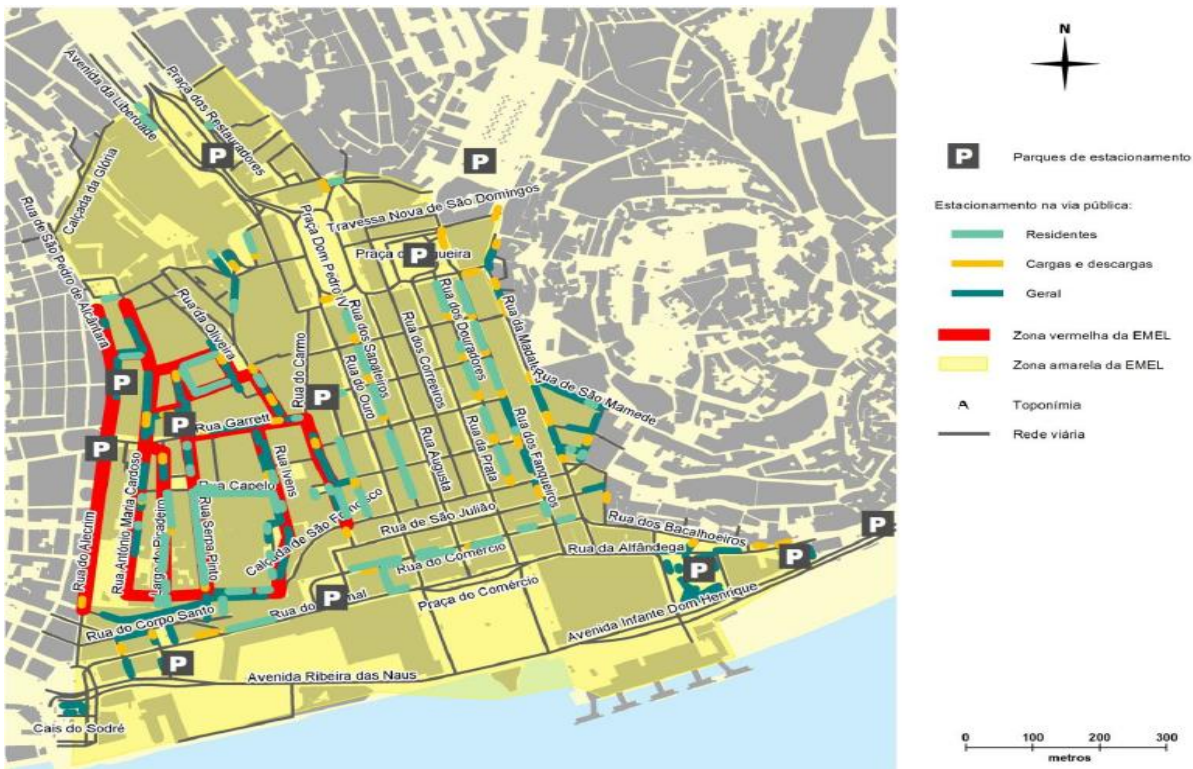 Avenida da Liberdade
Praça dos Restauradores
P
P
Calçada da Glória
Rua de São Pedro de Alcântara
Travessa Nova de São Domingos
Praça Dom Pedro IV
P
Rua da Oliveira
Rua do Carmo
Rua dos Sapateiros
Rua do Ouro
Rua dos Correeiros
Rua dos Douradores
Rua de São Mamede
P
P
P
P
Rua Garrett
Rua Augusta
Rua da Prata
Rua dos Fanqueiros
Rua Ivens
Rua Capelo
Rua do Alecrim
Rua António Maria Cardoso
Largo do Picadeiro
Rua Serpa Pinto
Calçada de São Francisco
Rua de São Julião
Rua dos Bacalhoeiros
P
Rua do Comércio
Rua da Alfândega
P
P
P
Praça do Comércio
Rua do Corpo Santo
Avenida Infante Dom Henrique
P
Avenida Ribeira das Naus
Cais do Sodré
N
P Parques de estacionamento
Estacionamento na via pública:
Residentes
Cargas e descargas
Geral
Zona vermelha da EMEL
Zona amarela da EMEL
A Toponímia
Rede viária
0 100 200 300
metros